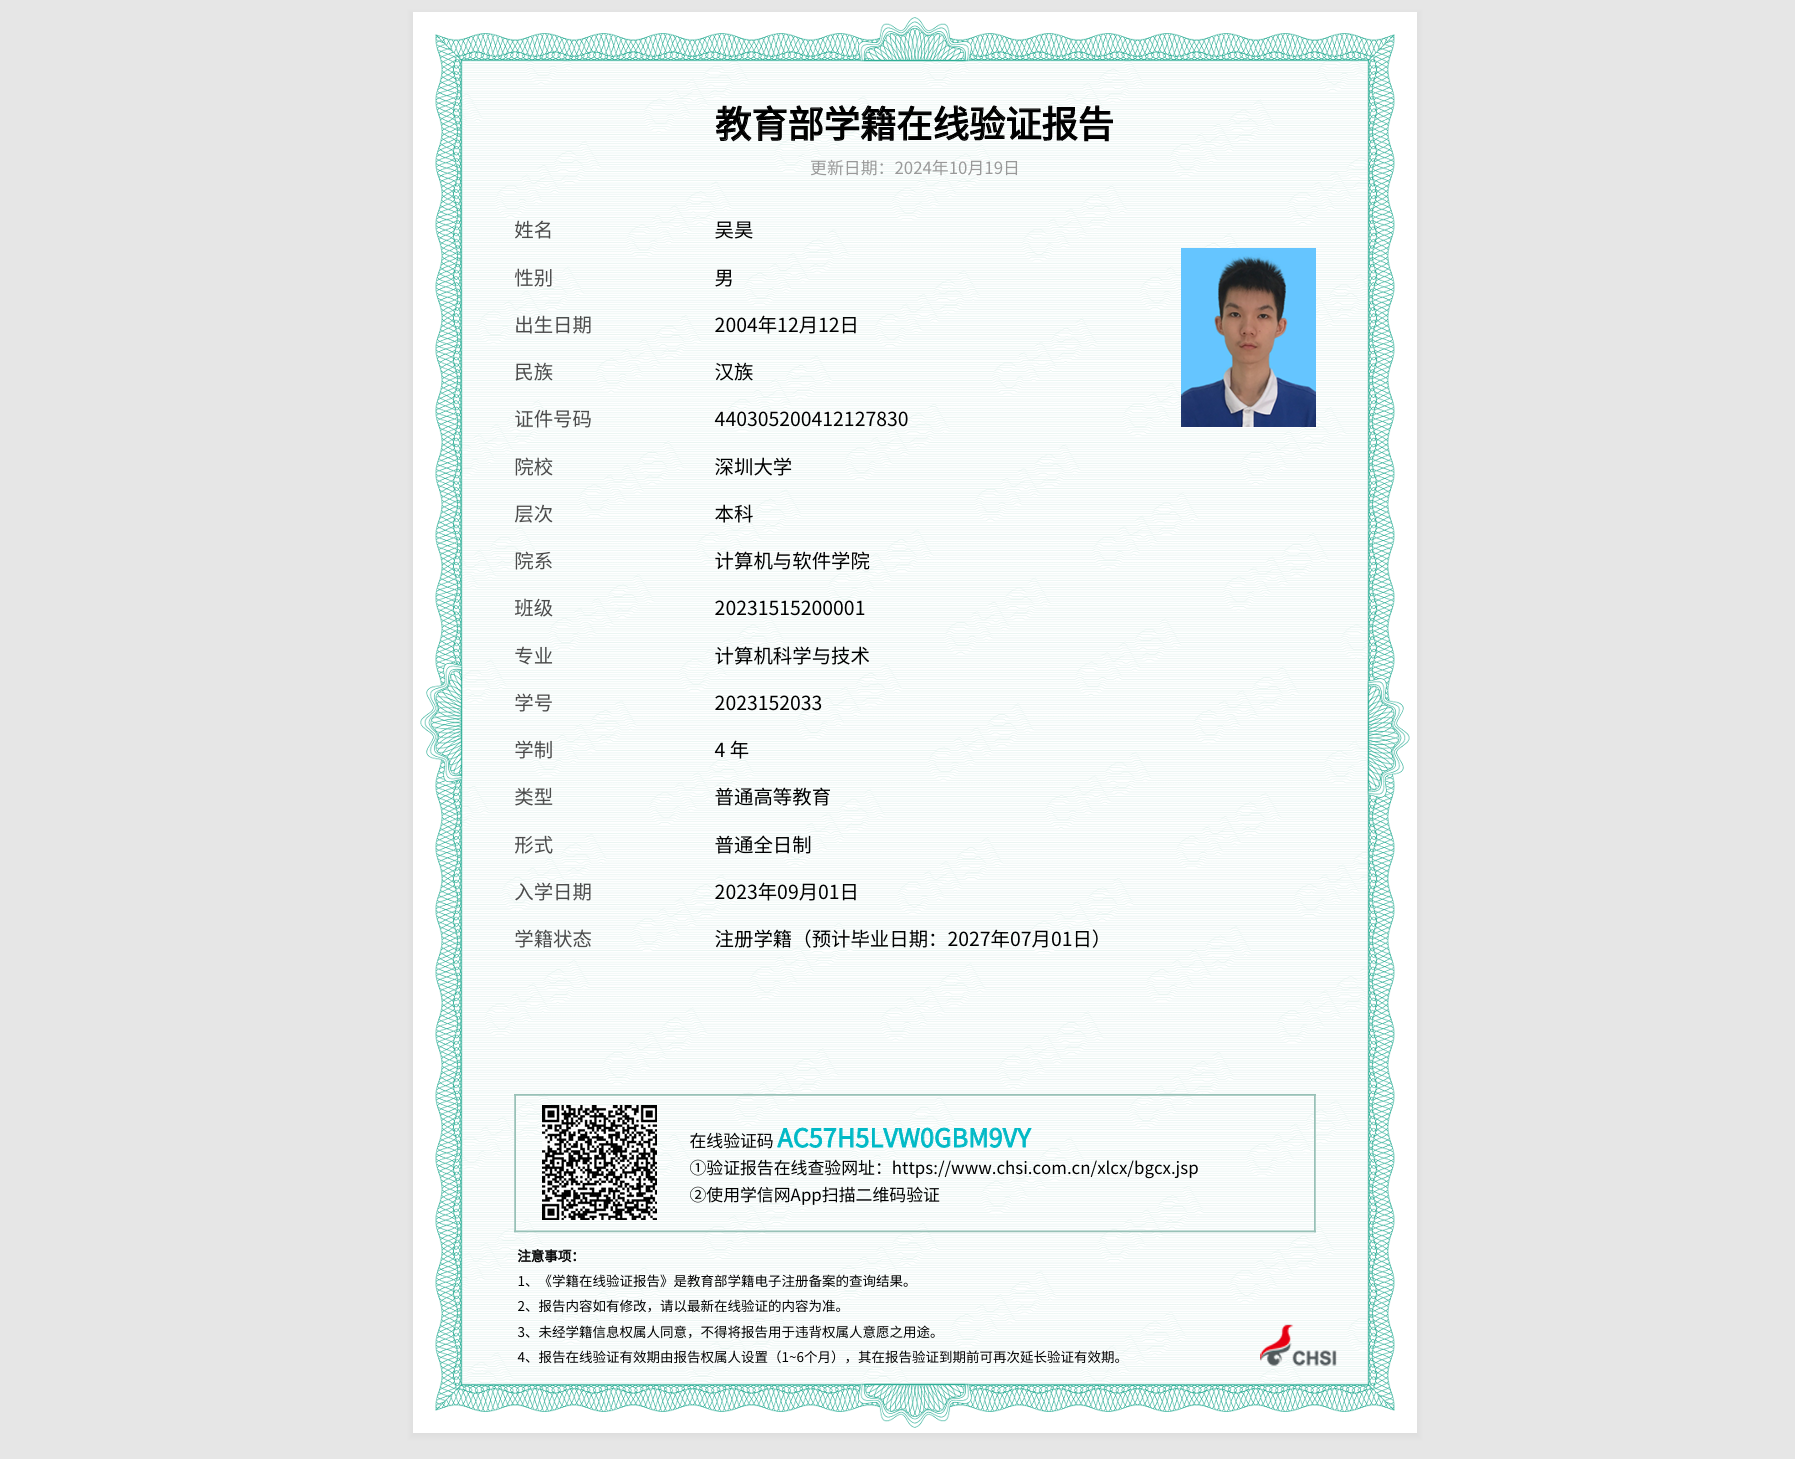 教育部学籍在线验证报告
更新日期：2024年10月19日
姓名 吴昊
性别 男
出生日期 2004年12月12日
民族 汉族
证件号码 440305200412127830
院校 深圳大学
层次 本科
院系 计算机与软件学院
班级 20231515200001
专业 计算机科学与技术
学号 2023152033
学制 4 年
类型 普通高等教育
形式 普通全日制
入学日期 2023年09月01日
学籍状态 注册学籍（预计毕业日期：2027年07月01日）
在线验证码 AC57H5LVW0GBM9VY
①验证报告在线查验网址：https://www.chsi.com.cn/xlcx/bgcx.jsp
②使用学信网App扫描二维码验证
注意事项：
1、《学籍在线验证报告》是教育部学籍电子注册备案的查询结果。
2、报告内容如有修改，请以最新在线验证的内容为准。
3、未经学籍信息权属人同意，不得将报告用于违背权属人意愿之用途。
4、报告在线验证有效期由报告权属人设置（1~6个月），其在报告验证到期前可再次延长验证有效期。
CHSI